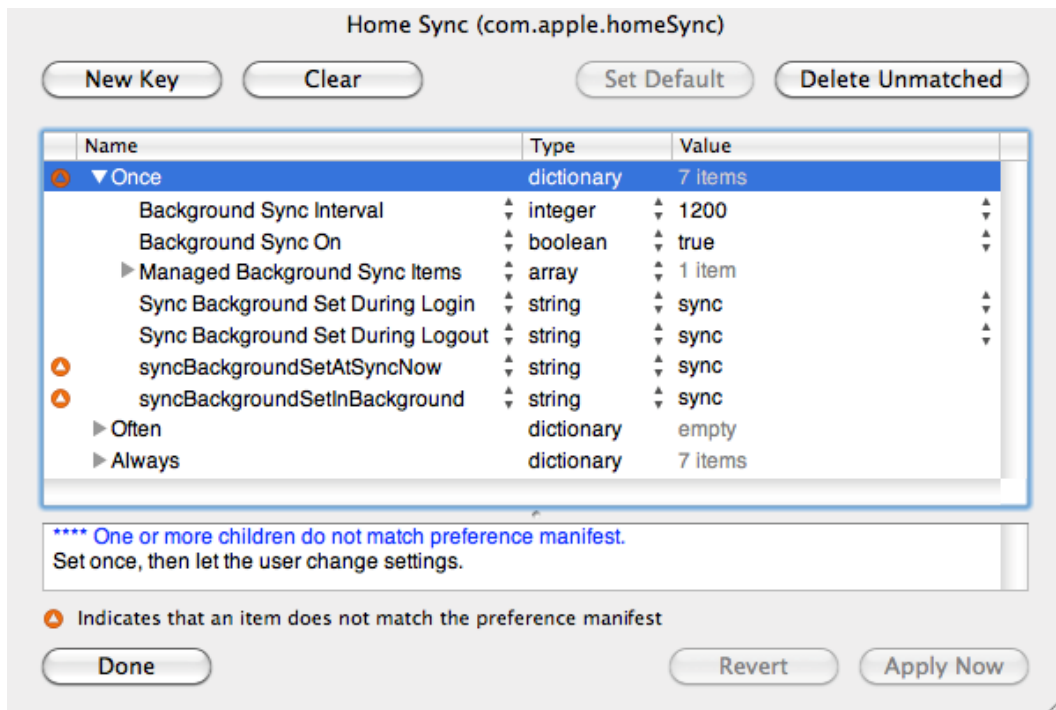 Home Sync (com.apple.homeSync)
New Key Clear Set Default Delete Unmatched
Name Type Value
Once dictionary 7 items
Background Sync Interval integer 1200
Background Sync On boolean true
Managed Background Sync Items array 1 item
Sync Background Set During Login string sync
Sync Background Set During Logout string sync
syncBackgroundSetAtSyncNow string sync
syncBackgroundSetInBackground string sync
Often dictionary empty
Always dictionary 7 items
**** One or more children do not match preference manifest.
Set once, then let the user change settings.
Indicates that an item does not match the preference manifest
Done Revert Apply Now